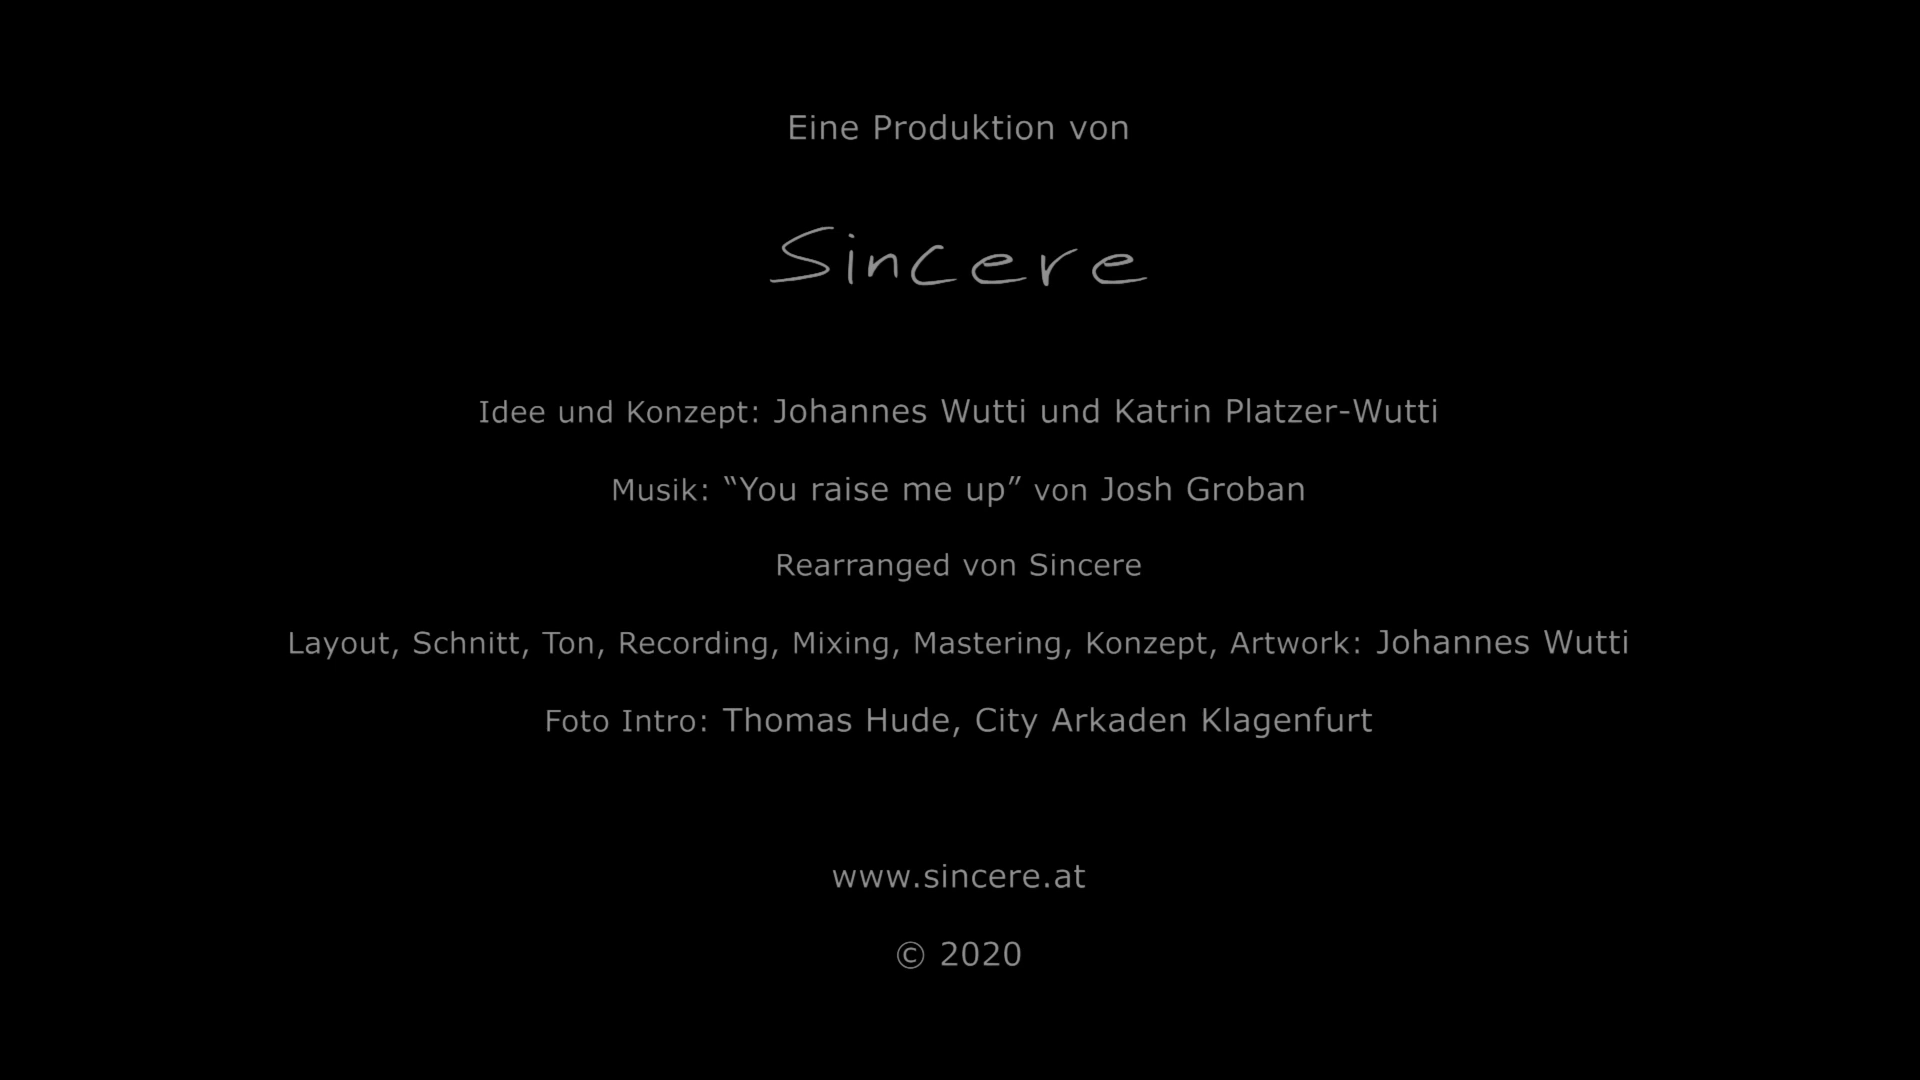 Eine Produktion von
Sincere
Idee und Konzept: Johannes Wutti und Katrin Platzer-Wutti
Musik: “You raise me up” von Josh Groban
Rearranged von Sincere
Layout, Schnitt, Ton, Recording, Mixing, Mastering, Konzept, Artwork: Johannes Wutti
Foto Intro: Thomas Hude, City Arkaden Klagenfurt
www.sincere.at
© 2020